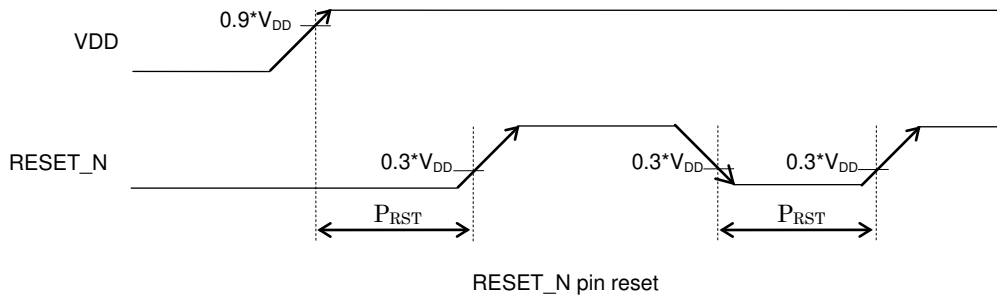 0.9*VDD
VDD
RESET_N
0.3*VDD
0.3*VDD
0.3*VDD
PRST
PRST
RESET_N pin reset